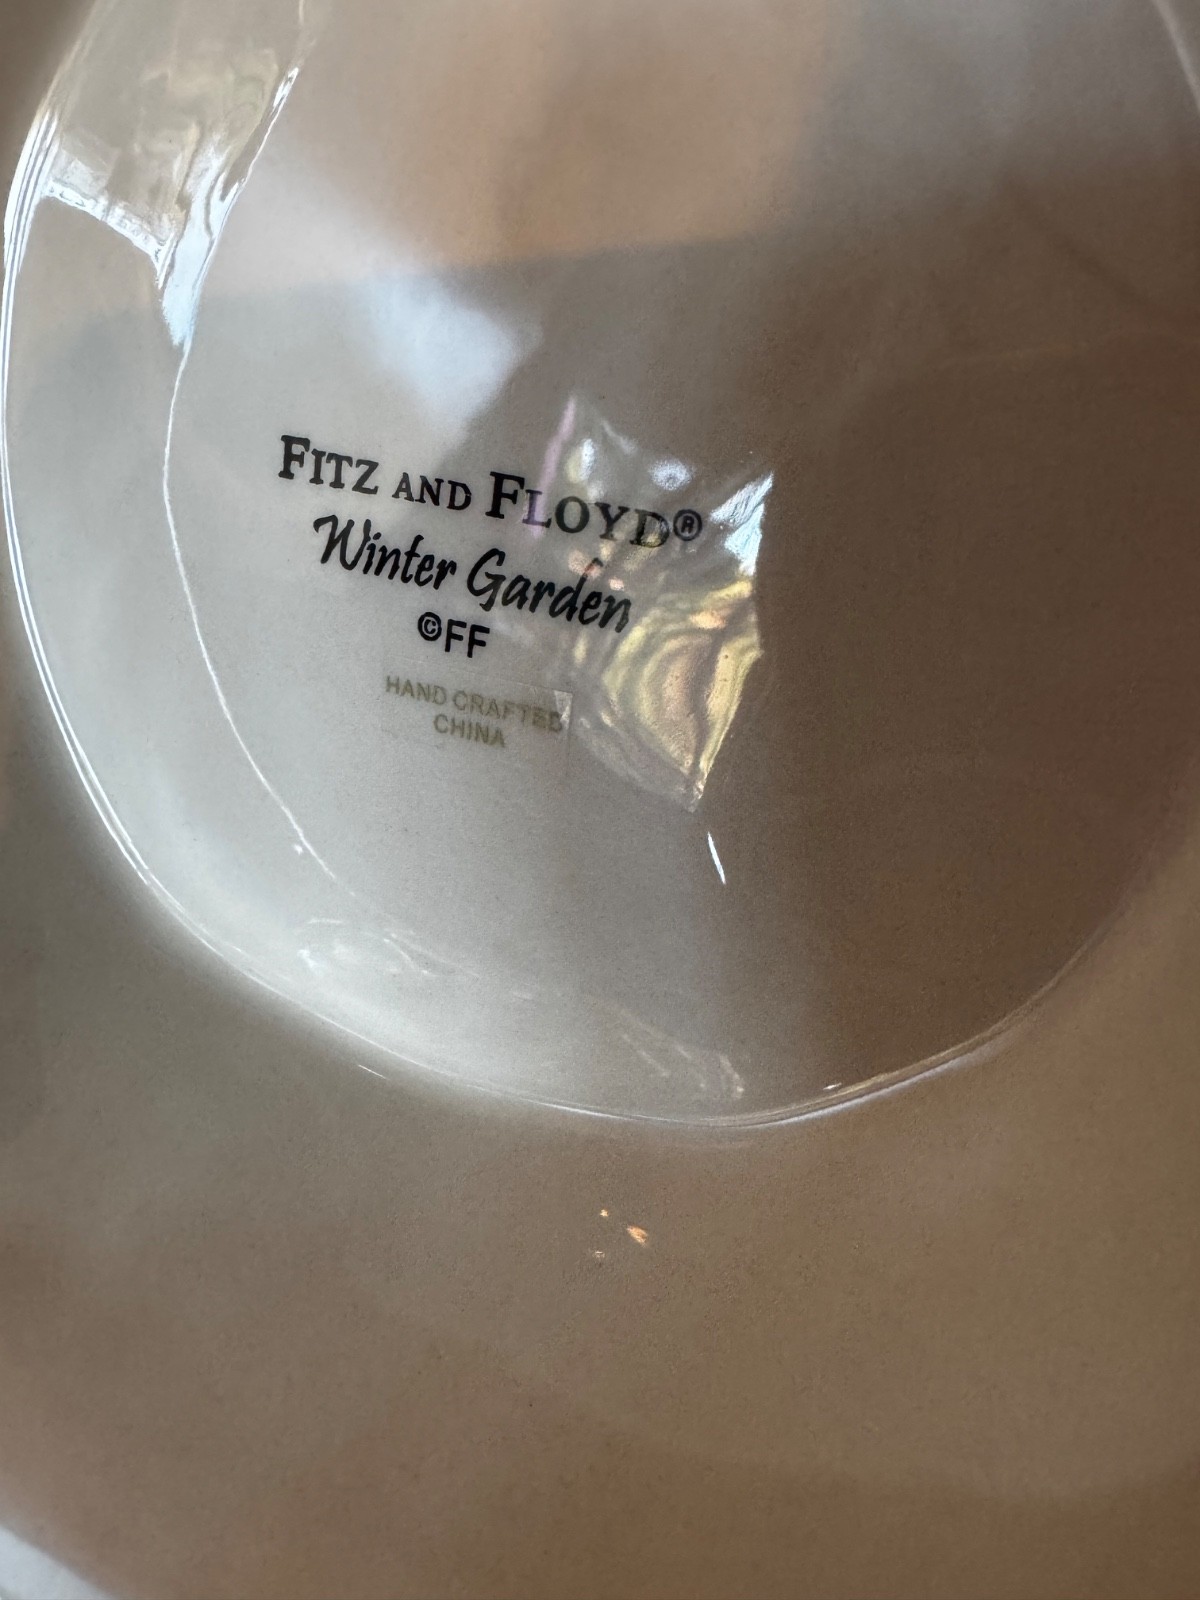 FITZ AND FLOYD®
Winter Garden
©FF
HAND CRAFTED
CHINA